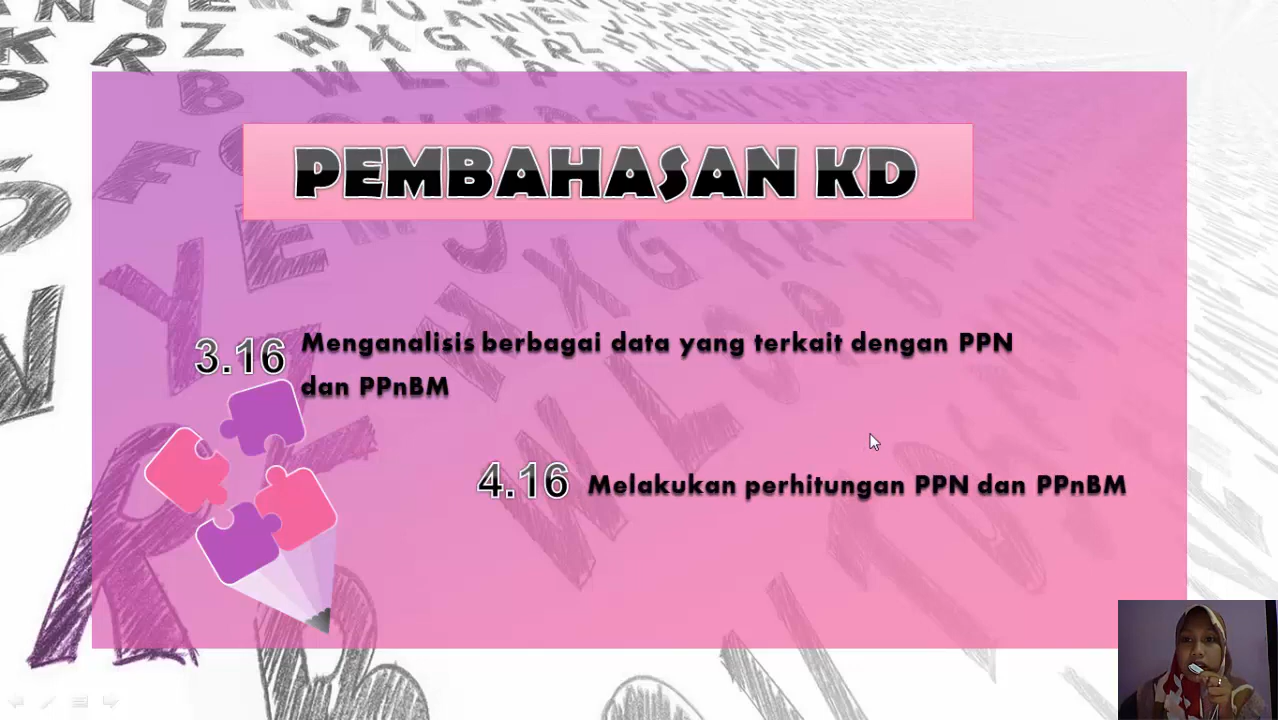 PEMBAHASAN KD
3.16
Menganalisis berbagai data yang terkait dengan PPN
dan PPnBM
4.16
Melakukan perhitungan PPN dan PPnBM